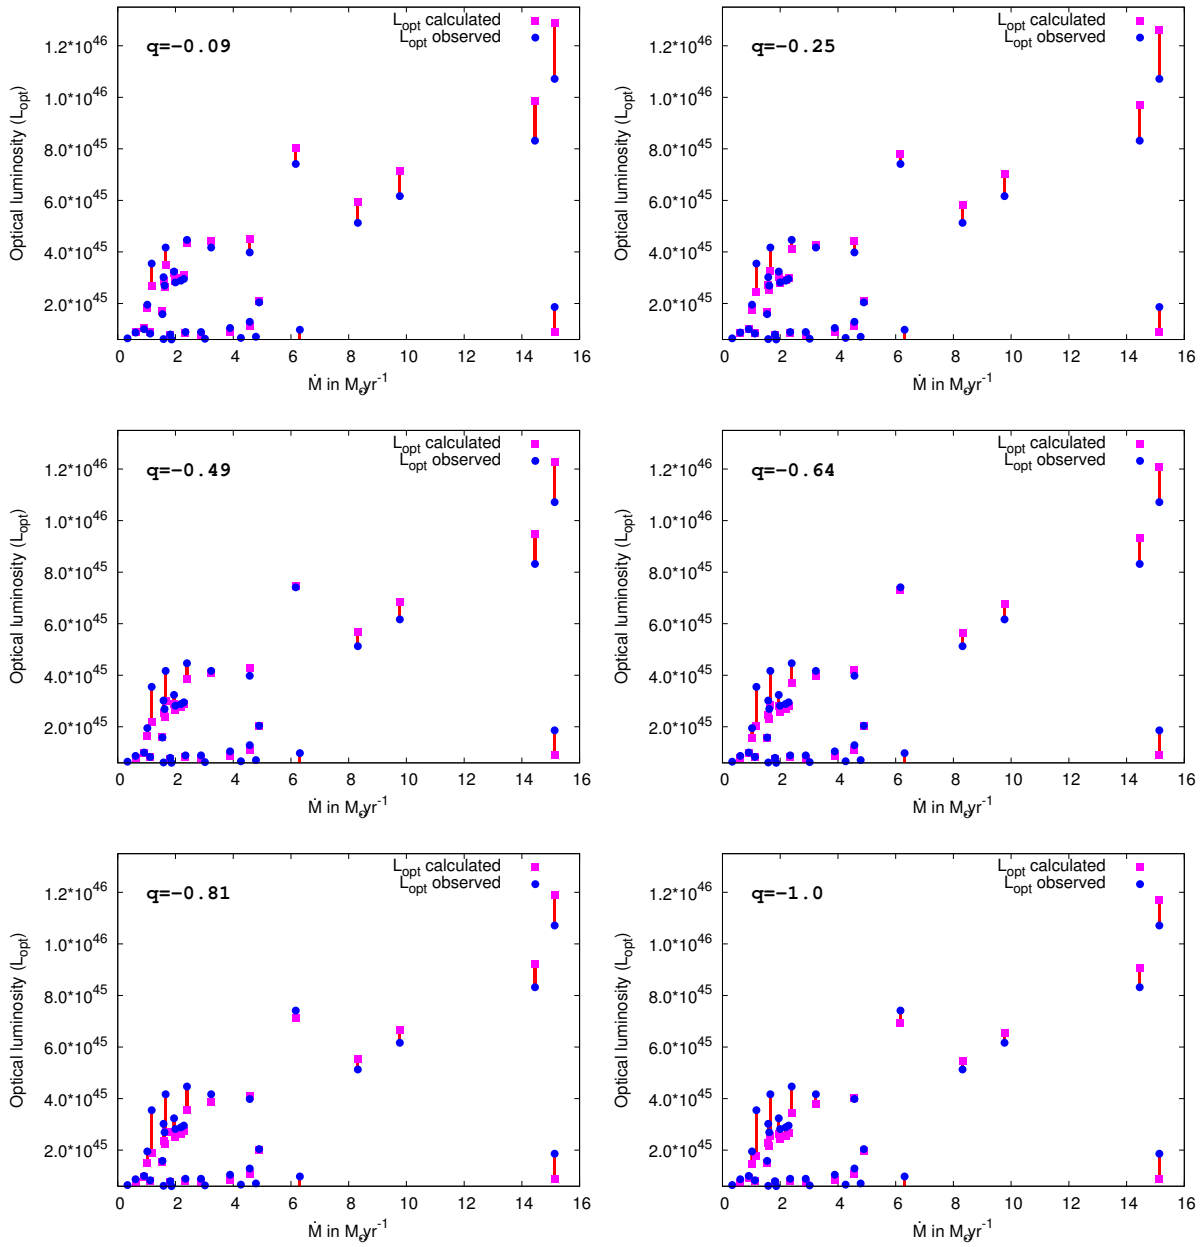 L_opt calculated
L_opt observed
q=-0.09
Optical luminosity (L_opt)
1.2*10^46
1.0*10^46
8.0*10^45
6.0*10^45
4.0*10^45
2.0*10^45
0 2 4 6 8 10 12 14 16
Ṁ in M_⊙yr^-1
L_opt calculated
L_opt observed
q=-0.25
Optical luminosity (L_opt)
1.2*10^46
1.0*10^46
8.0*10^45
6.0*10^45
4.0*10^45
2.0*10^45
0 2 4 6 8 10 12 14 16
Ṁ in M_⊙yr^-1
L_opt calculated
L_opt observed
q=-0.49
Optical luminosity (L_opt)
1.2*10^46
1.0*10^46
8.0*10^45
6.0*10^45
4.0*10^45
2.0*10^45
0 2 4 6 8 10 12 14 16
Ṁ in M_⊙yr^-1
L_opt calculated
L_opt observed
q=-0.64
Optical luminosity (L_opt)
1.2*10^46
1.0*10^46
8.0*10^45
6.0*10^45
4.0*10^45
2.0*10^45
0 2 4 6 8 10 12 14 16
Ṁ in M_⊙yr^-1
L_opt calculated
L_opt observed
q=-0.81
Optical luminosity (L_opt)
1.2*10^46
1.0*10^46
8.0*10^45
6.0*10^45
4.0*10^45
2.0*10^45
0 2 4 6 8 10 12 14 16
Ṁ in M_⊙yr^-1
L_opt calculated
L_opt observed
q=-1.0
Optical luminosity (L_opt)
1.2*10^46
1.0*10^46
8.0*10^45
6.0*10^45
4.0*10^45
2.0*10^45
0 2 4 6 8 10 12 14 16
Ṁ in M_⊙yr^-1